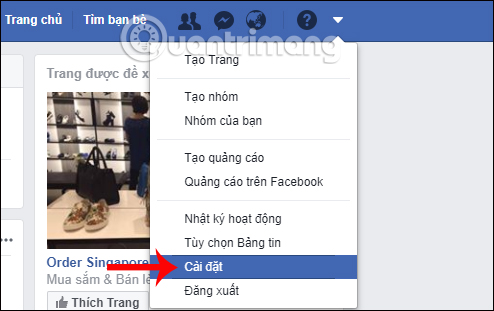 Trang chủ Tìm bạn bè ?
Quantrimang
Trang được đề x
Tạo Trang
Tạo nhóm
Nhóm của bạn
Tạo quảng cáo
Quảng cáo trên Facebook
Nhật ký hoạt động
Tùy chọn Bảng tin
Cài đặt
Đăng xuất
Order Singapore
Mua sắm & Bán lẻ
Thích Trang